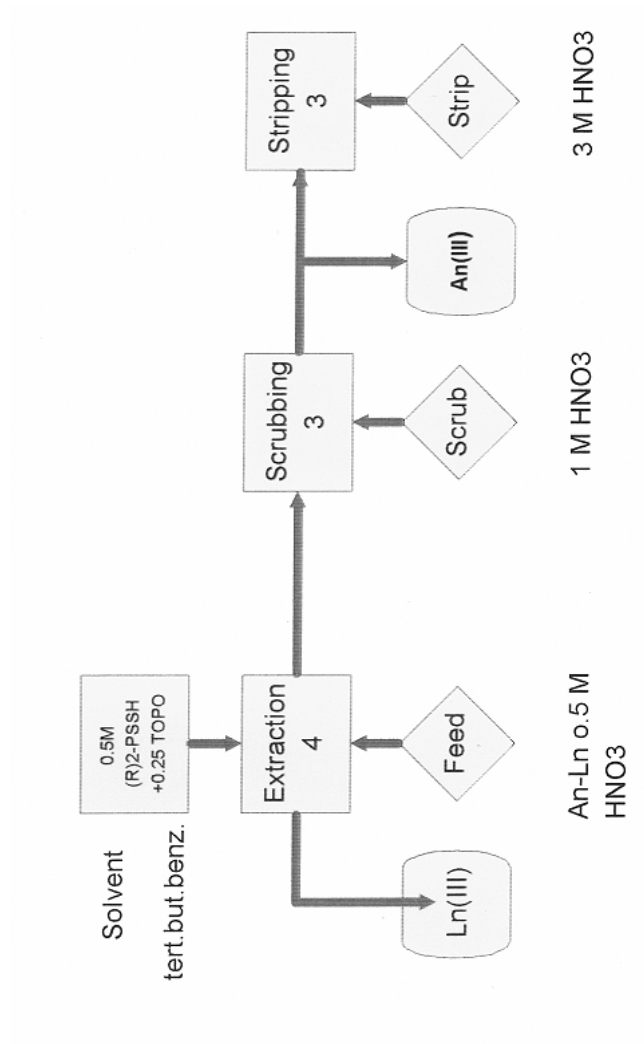 Solvent
tert.but.benz.
0.5M
(R)2-PSSH
+0.25 TOPO
Extraction
4
Scrubbing
3
Stripping
3
Ln(III)
Feed
Scrub
An(III)
Strip
An-Ln o.5 M
HNO3
1 M HNO3
3 M HNO3